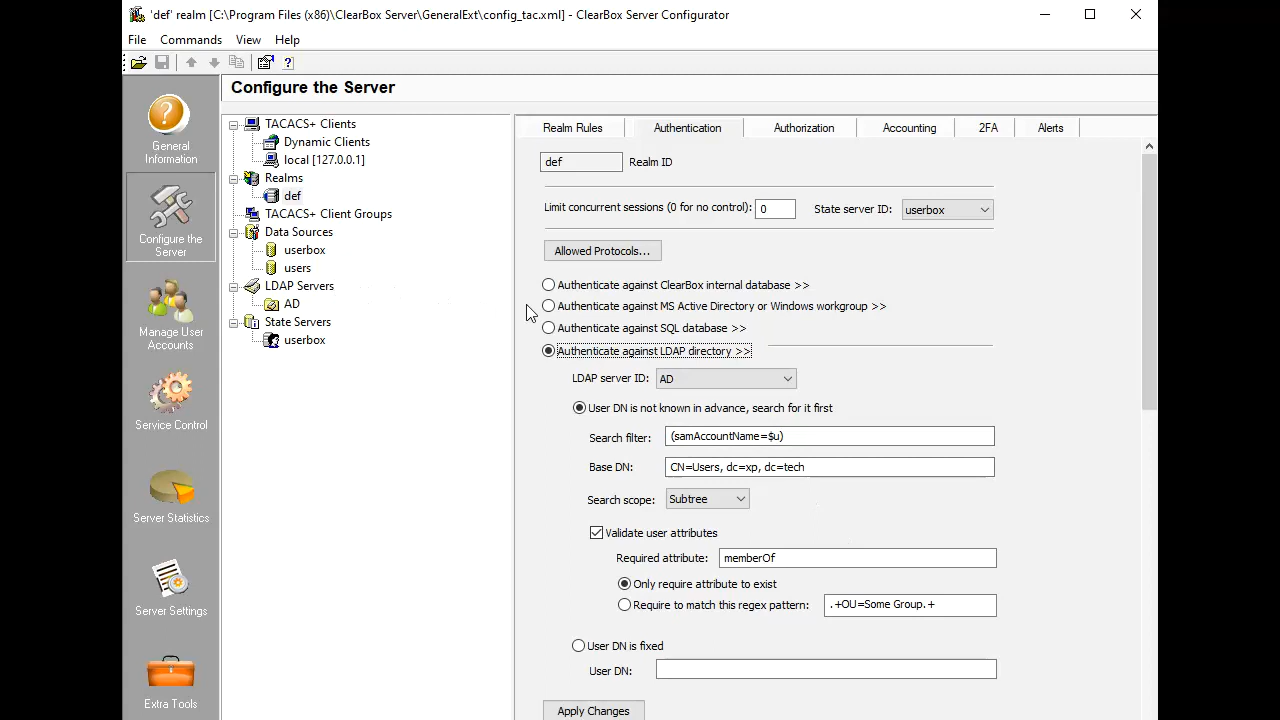 'def' realm [C:\Program Files (x86)\ClearBox Server\GeneralExt\config_tac.xml] - ClearBox Server Configurator
File Commands View Help
Configure the Server
General Information
Configure the Server
Manage User Accounts
Service Control
Server Statistics
Server Settings
Extra Tools
TACACS+ Clients
Dynamic Clients
local [127.0.0.1]
Realms
def
TACACS+ Client Groups
Data Sources
userbox
users
LDAP Servers
AD
State Servers
userbox
Realm Rules Authentication Authorization Accounting 2FA Alerts
def Realm ID
Limit concurrent sessions (0 for no control): 0 State server ID: userbox
Allowed Protocols...
Authenticate against ClearBox internal database >>
Authenticate against MS Active Directory or Windows workgroup >>
Authenticate against SQL database >>
Authenticate against LDAP directory >>
LDAP server ID: AD
User DN is not known in advance, search for it first
Search filter: (samAccountName=$u)
Base DN: CN=Users, dc=xp, dc=tech
Search scope: Subtree
Validate user attributes
Required attribute: memberOf
Only require attribute to exist
Require to match this regex pattern: .+OU=Some Group.+
User DN is fixed
User DN:
Apply Changes